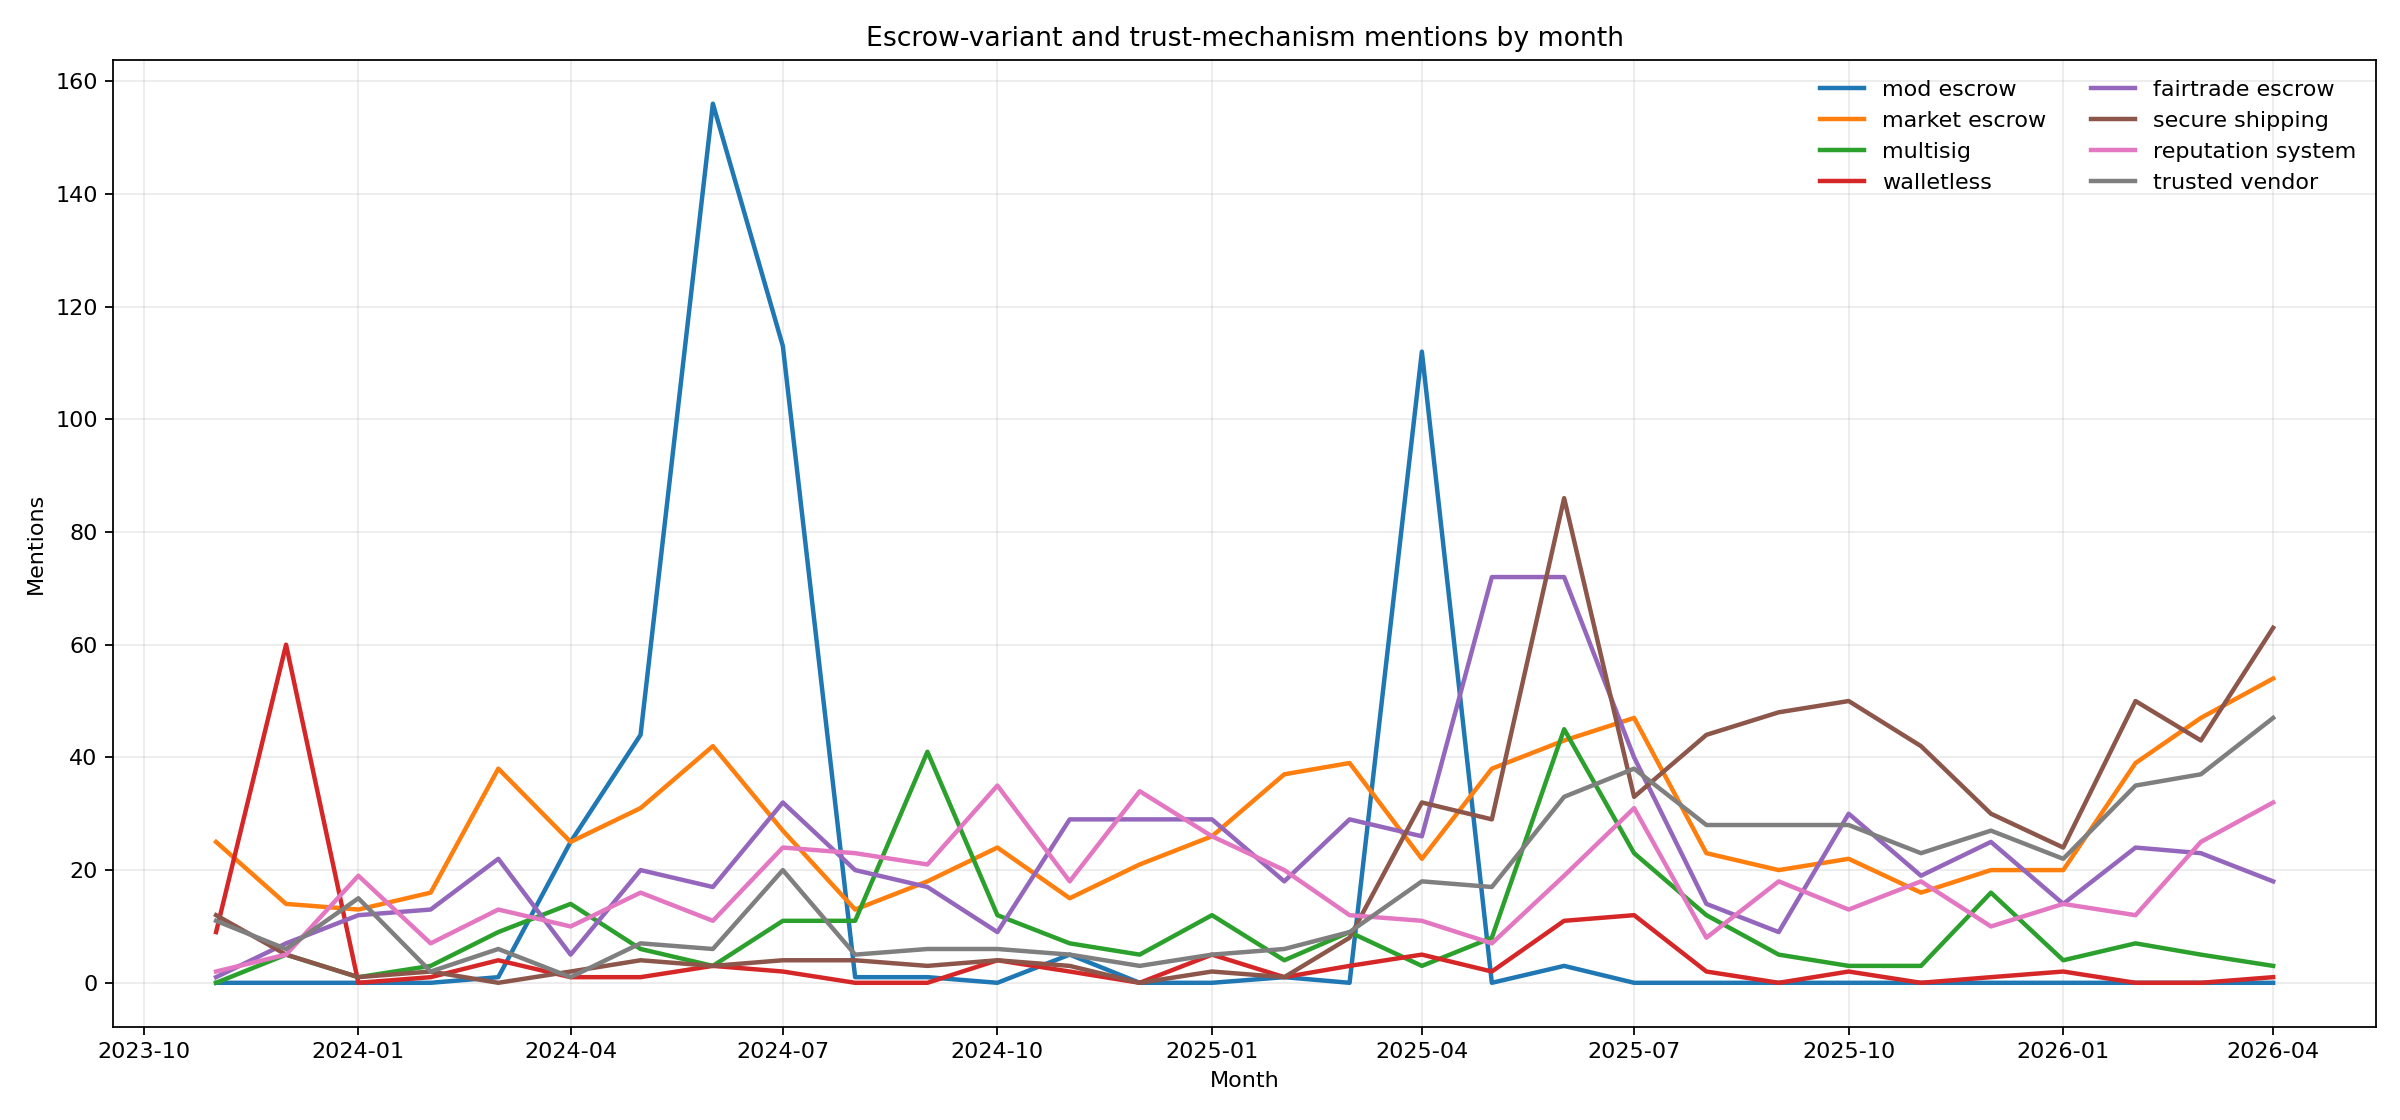 Escrow-variant and trust-mechanism mentions by month
160
140
120
100
80
60
40
20
0
Mentions
mod escrow
market escrow
multisig
walletless
fairtrade escrow
secure shipping
reputation system
trusted vendor
2023-10 2024-01 2024-04 2024-07 2024-10 2025-01 2025-04 2025-07 2025-10 2026-01 2026-04
Month